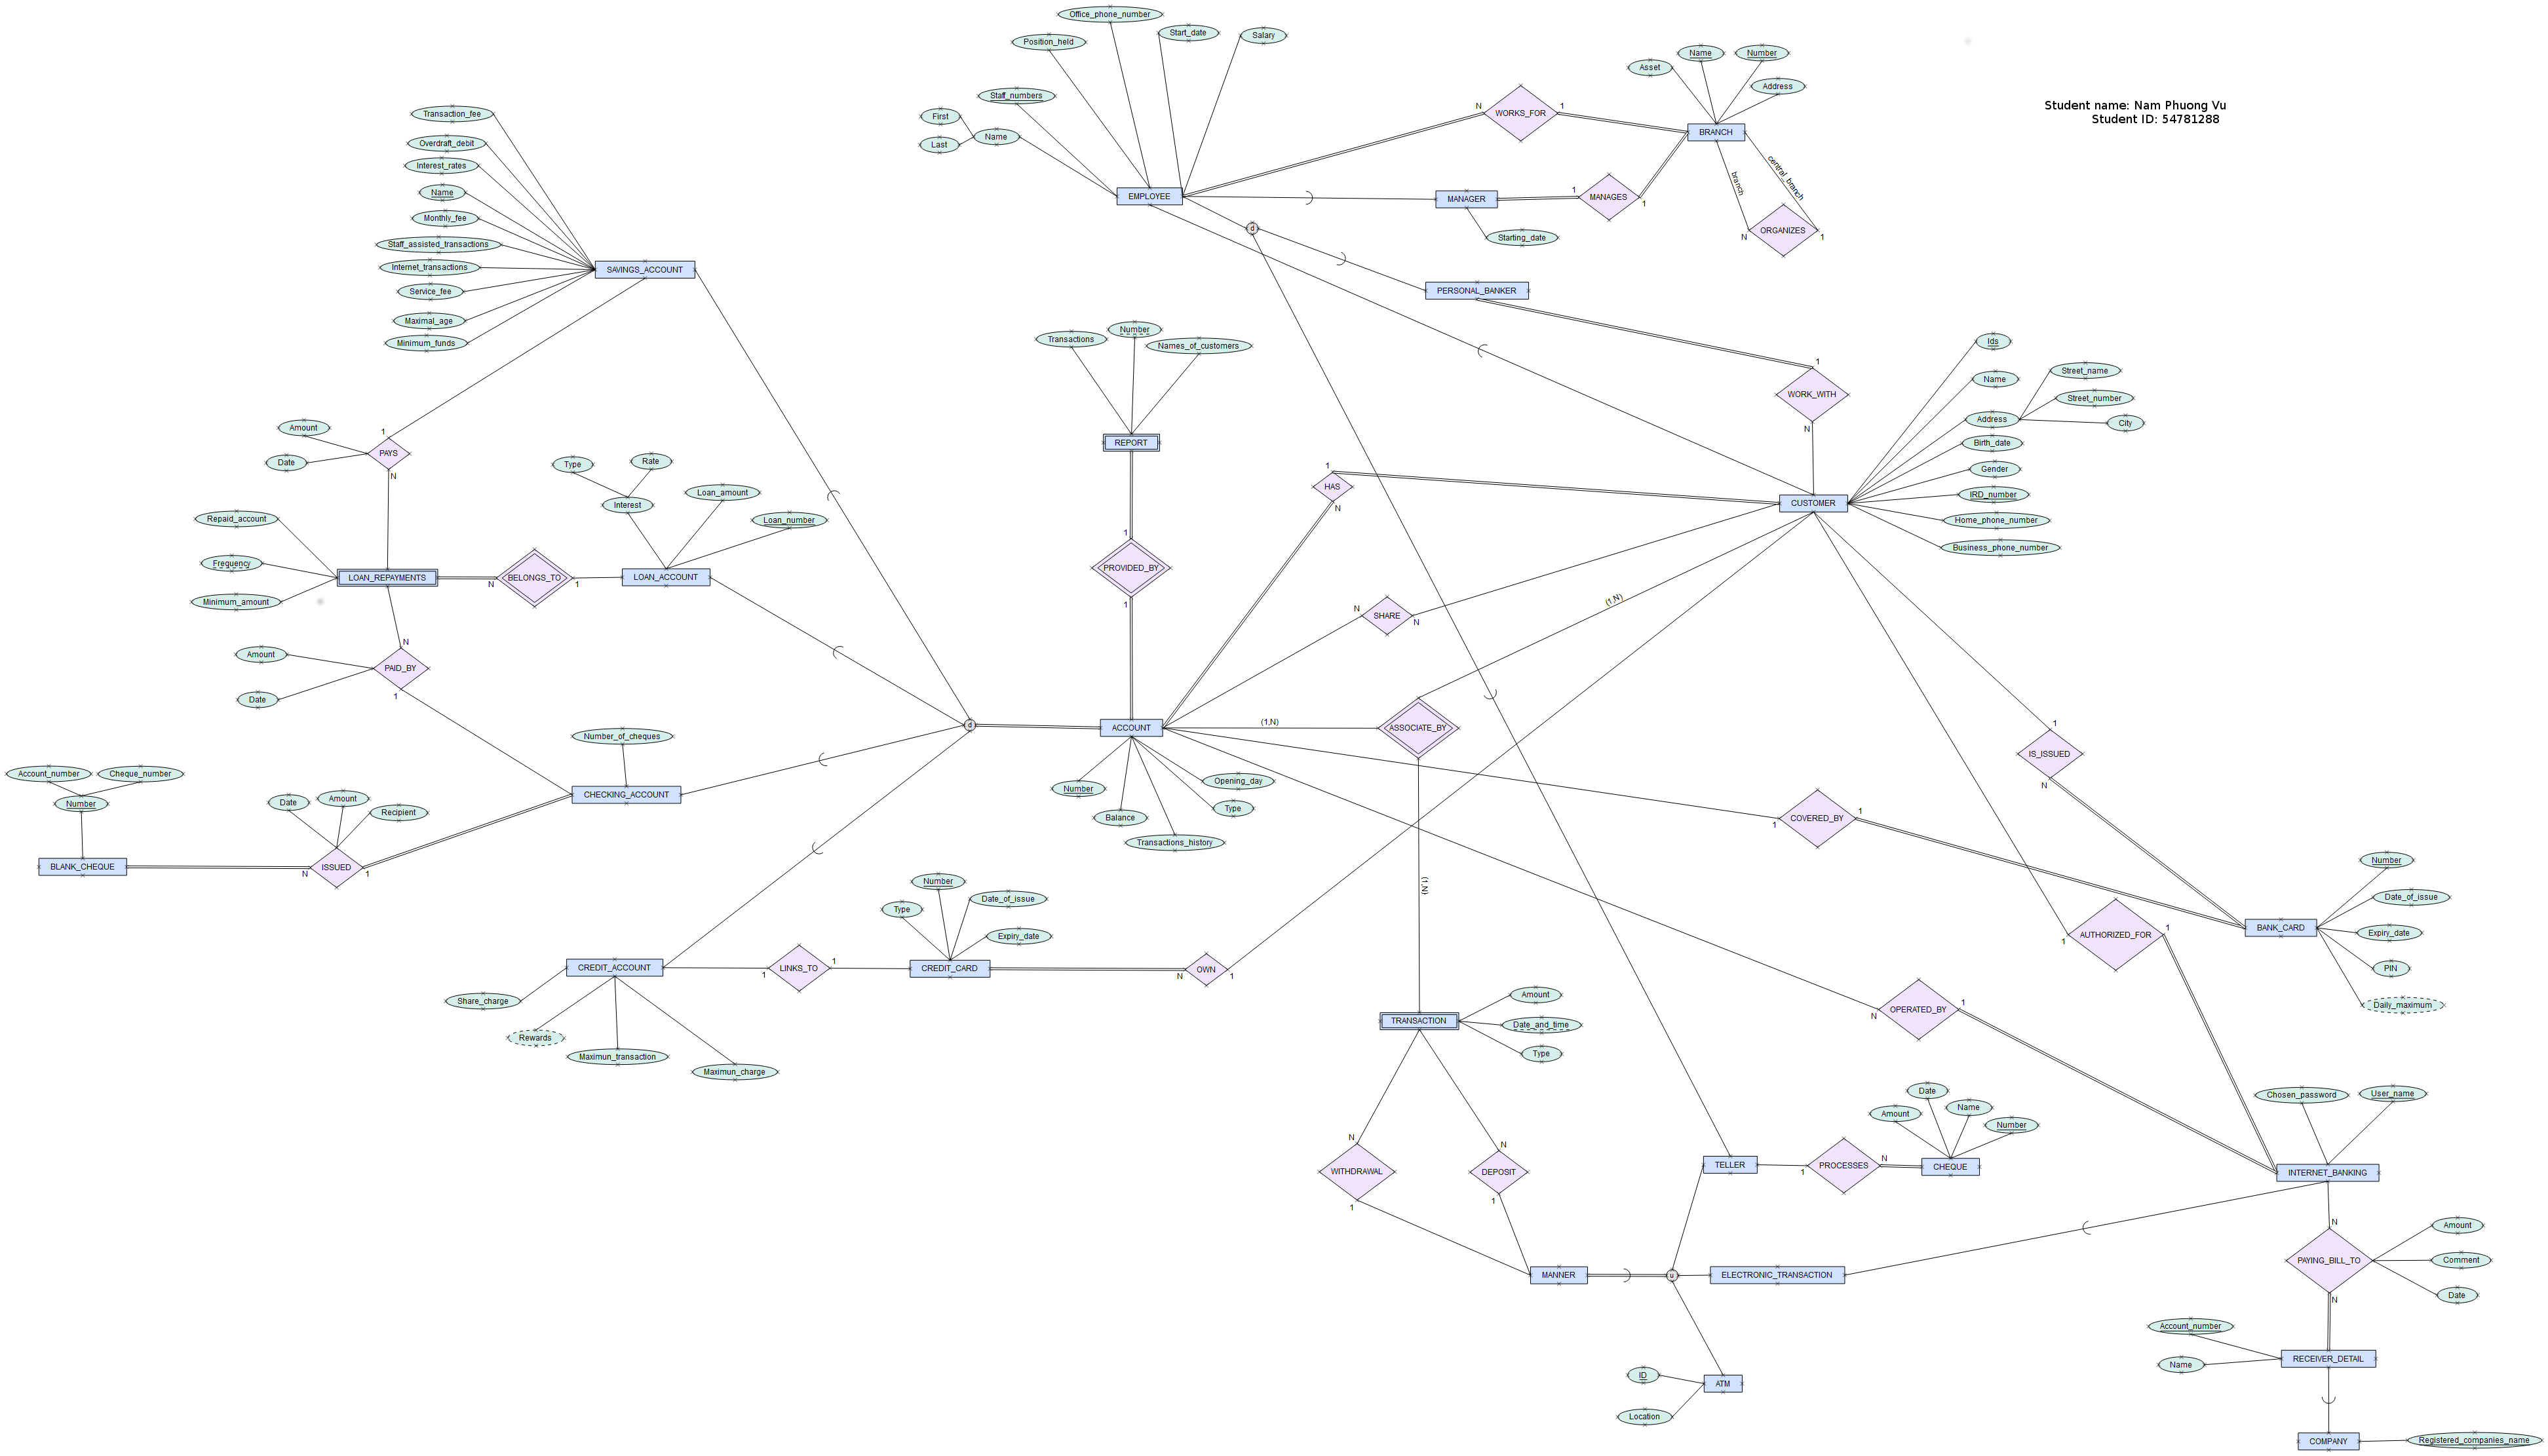 Office_phone_number
Start_date
Salary
Position_held
Name
Number
Asset
Address
Staff_numbers
First
Name
Last
WORKS_FOR
N
1
BRANCH
Student name: Nam Phuong Vu
Student ID: 54781288
Transaction_fee
Overdraft_debit
Interest_rates
Name
Monthly_fee
Staff_assisted_transactions
Internet_transactions
Service_fee
Maximal_age
Minimum_funds
SAVINGS_ACCOUNT
EMPLOYEE
MANAGER
1
MANAGES
1
branch
central_branch
N
ORGANIZES
1
Starting_date
d
PERSONAL_BANKER
Transactions
Number
Names_of_customers
REPORT
1
WORK_WITH
N
Ids
Name
Address
Street_name
Street_number
City
Birth_date
Gender
IRD_number
Home_phone_number
Business_phone_number
CUSTOMER
Amount
Date
1
PAYS
N
Type
Rate
Interest
Loan_amount
Loan_number
Repaid_account
Frequency
Minimum_amount
LOAN_REPAYMENTS
N
BELONGS_TO
1
LOAN_ACCOUNT
1
PROVIDED_BY
1
1
HAS
N
N
SHARE
N
(1,N)
Amount
Date
N
PAID_BY
1
d
ACCOUNT
(1,N)
ASSOCIATE_BY
(1,N)
1
IS_ISSUED
N
Number_of_cheques
CHECKING_ACCOUNT
Account_number
Cheque_number
Number
BLANK_CHEQUE
Date
Amount
Recipient
N
ISSUED
1
Number
Balance
Transactions_history
Opening_day
Type
1
COVERED_BY
1
Number
Date_of_issue
Expiry_date
PIN
Daily_maximum
BANK_CARD
1
AUTHORIZED_FOR
1
Type
Number
Date_of_issue
Expiry_date
CREDIT_ACCOUNT
1
LINKS_TO
1
CREDIT_CARD
N
OWN
1
Share_charge
Rewards
Maximun_transaction
Maximun_charge
N
OPERATED_BY
1
TRANSACTION
Amount
Date_and_time
Type
Amount
Date
Name
Number
Chosen_password
User_name
N
WITHDRAWAL
1
N
DEPOSIT
1
TELLER
1
PROCESSES
N
CHEQUE
INTERNET_BANKING
MANNER
u
ELECTRONIC_TRANSACTION
N
PAYING_BILL_TO
N
Amount
Comment
Date
Account_number
Name
RECEIVER_DETAIL
ID
Location
ATM
COMPANY
Registered_companies_name